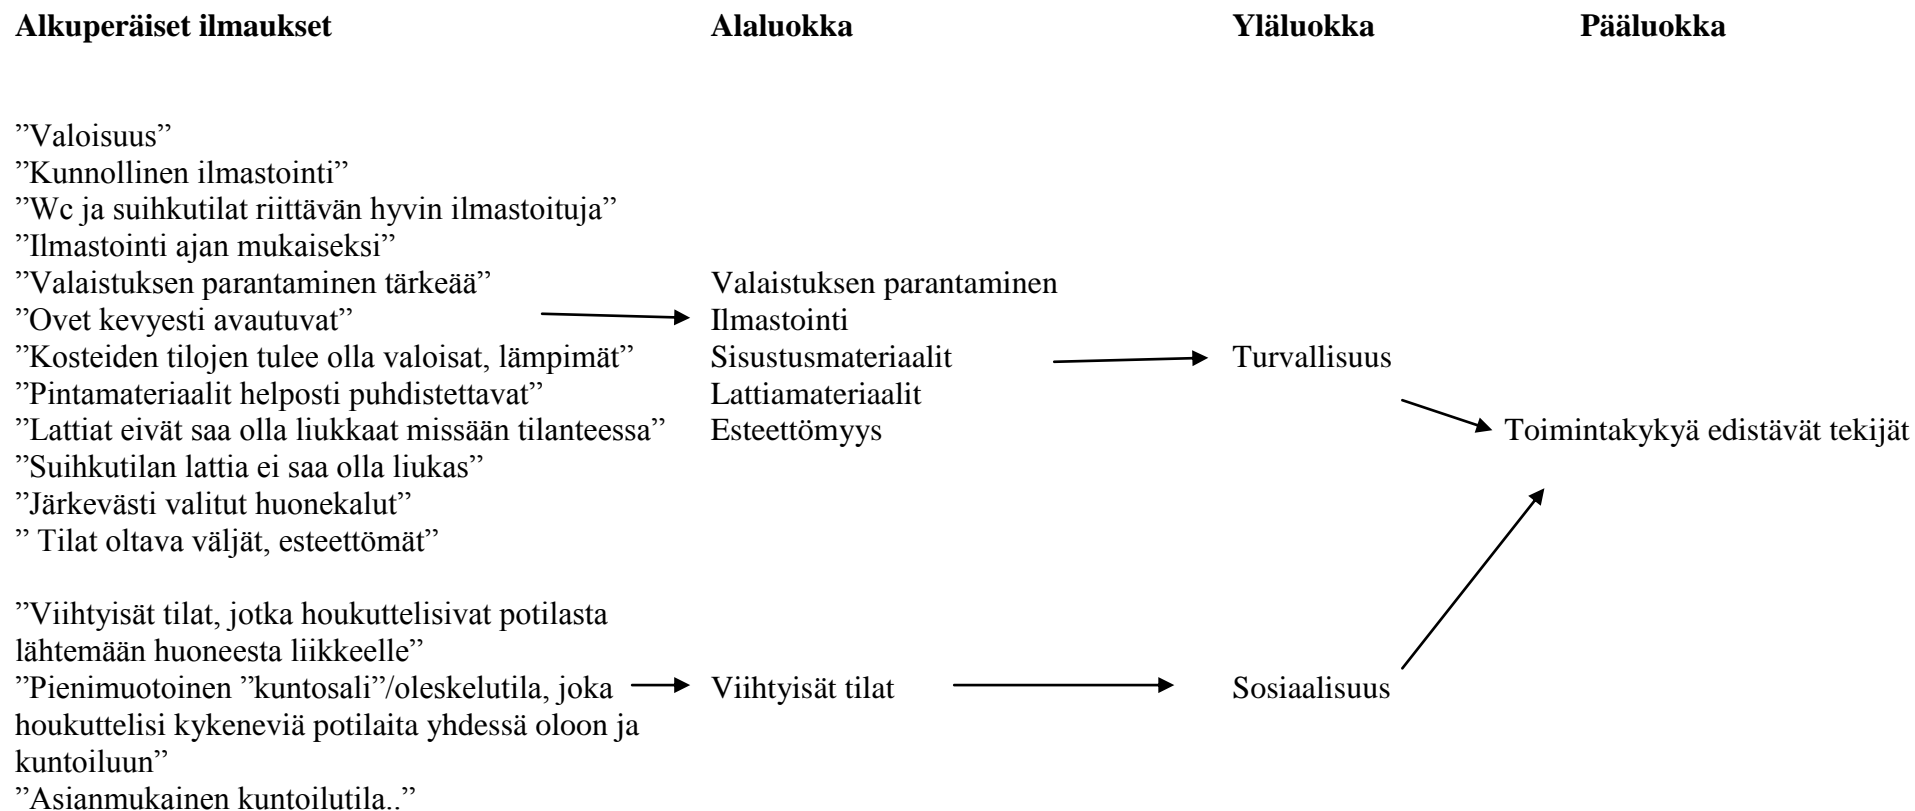 Alkuperäiset ilmaukset Alaluokka Yläluokka Pääluokka
”Valoisuus”
”Kunnollinen ilmastointi”
”Wc ja suihkutilat riittävän hyvin ilmastoituja”
”Ilmastointi ajan mukaiseksi”
”Valaistuksen parantaminen tärkeää” Valaistuksen parantaminen
”Ovet kevyesti avautuvat” Ilmastointi
”Kosteiden tilojen tulee olla valoisat, lämpimät” Sisustusmateriaalit Turvallisuus
”Pintamateriaalit helposti puhdistettavat” Lattiamateriaalit
”Lattiat eivät saa olla liukkaat missään tilanteessa” Esteettömyys Toimintakykyä edistävät tekijät
”Suihkutilan lattia ei saa olla liukas”
”Järkevästi valitut huonekalut”
” Tilat oltava väljät, esteettömät”
”Viihtyisät tilat, jotka houkuttelisivat potilasta
lähtemään huoneesta liikkeelle”
”Pienimuotoinen ”kuntosali”/oleskelutila, joka Viihtyisät tilat Sosiaalisuus
houkuttelisi kykeneviä potilaita yhdessä oloon ja
kuntoiluun”
”Asianmukainen kuntoilutila..”